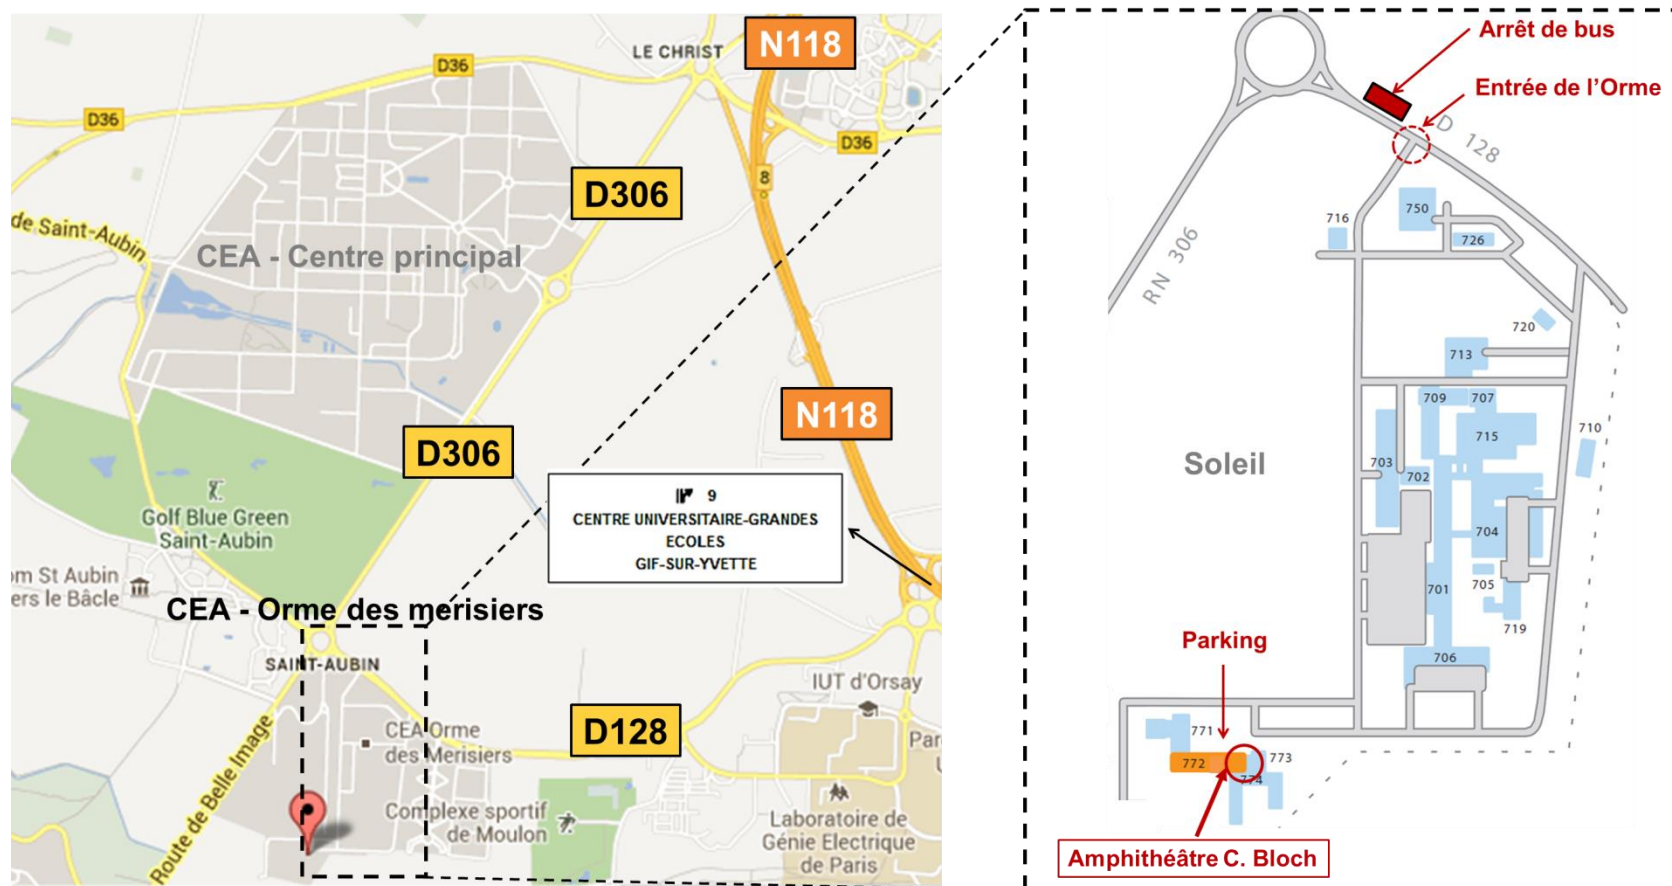 LE CHRIST
N118
D36
D36
D36
8
D306
de Saint-Aubin
CEA - Centre principal
N118
D306
9
CENTRE UNIVERSITAIRE-GRANDES
ECOLES
GIF-SUR-YVETTE
Golf Blue Green
Saint-Aubin
om St Aubin
ers le Bâcle
CEA - Orme des merisiers
SAINT-AUBIN
IUT d'Orsay
D128
CEA Orme
des Merisiers
Par
Route de Belle Image
Complexe sportif
de Moulon
Laboratoire de
Génie Electrique
de Paris
Arrêt de bus
Entrée de l'Orme
D 128
RN 306
750
716
726
720
713
709
707
715
710
703
702
Soleil
704
705
701
719
706
Parking
771
772
773
774
Amphithéâtre C. Bloch